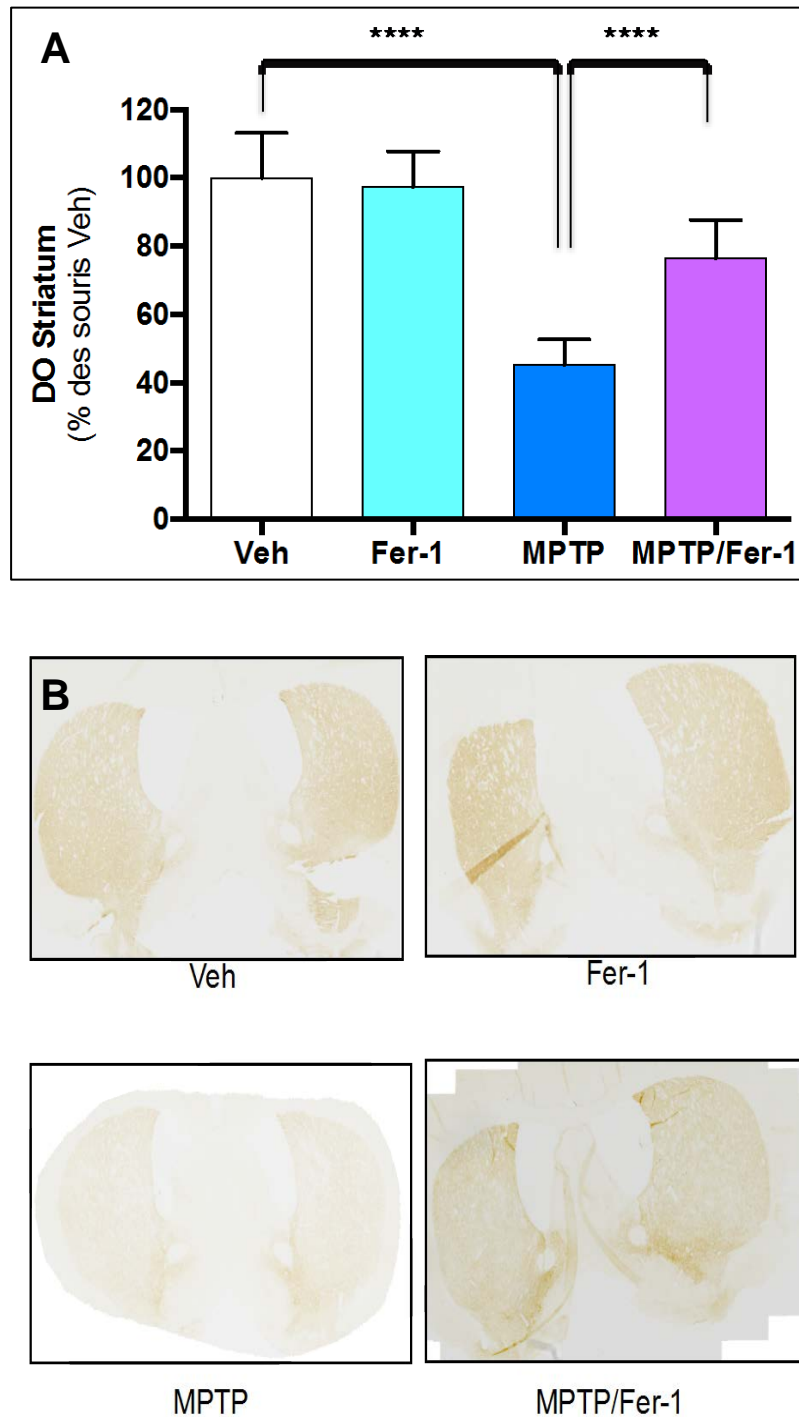 A
**** ****
120
100
80
60
40
20
0
DO Striatum
(% des souris Veh)
Veh Fer-1 MPTP MPTP/Fer-1
B
Veh Fer-1
MPTP MPTP/Fer-1